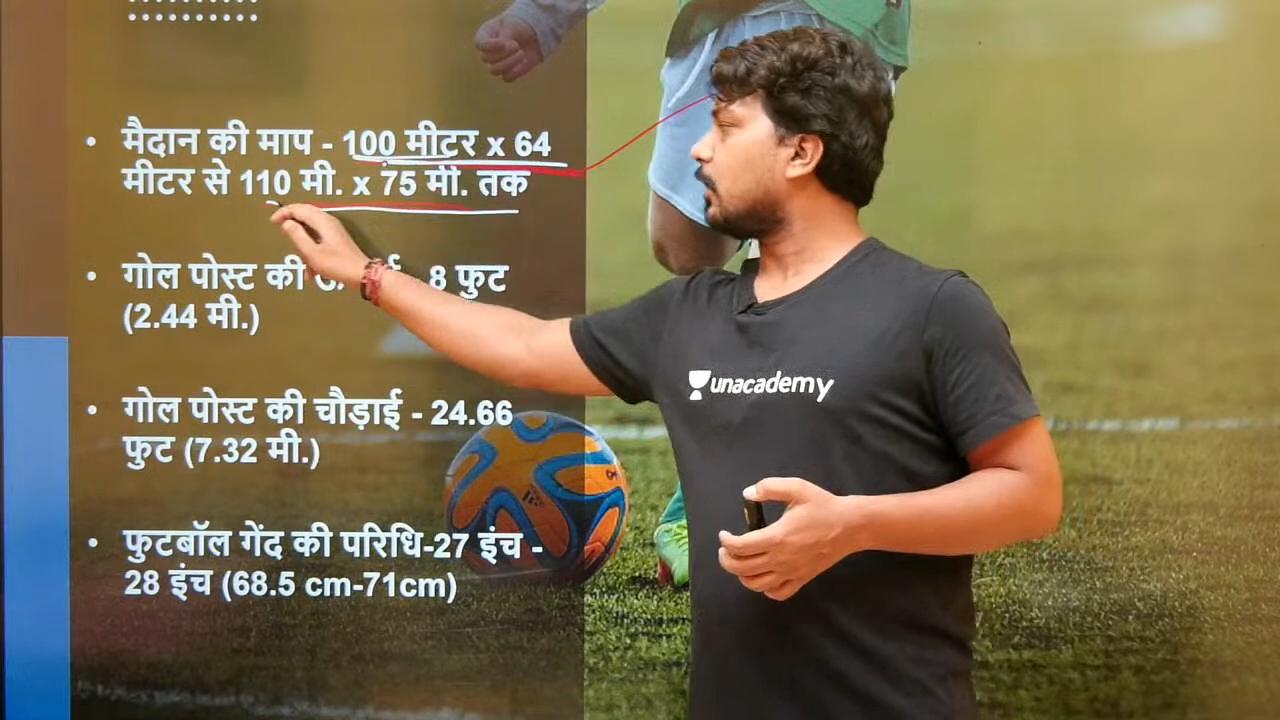 • मैदान की माप - 100 मीटर x 64
मीटर से 110 मी. x 75 मी. तक
• गोल पोस्ट की - 8 फुट
(2.44 मी.)
• गोल पोस्ट की चौड़ाई - 24.66
फुट (7.32 मी.)
• फुटबॉल गेंद की परिधि-27 इंच -
28 इंच (68.5 cm-71cm)
unacademy